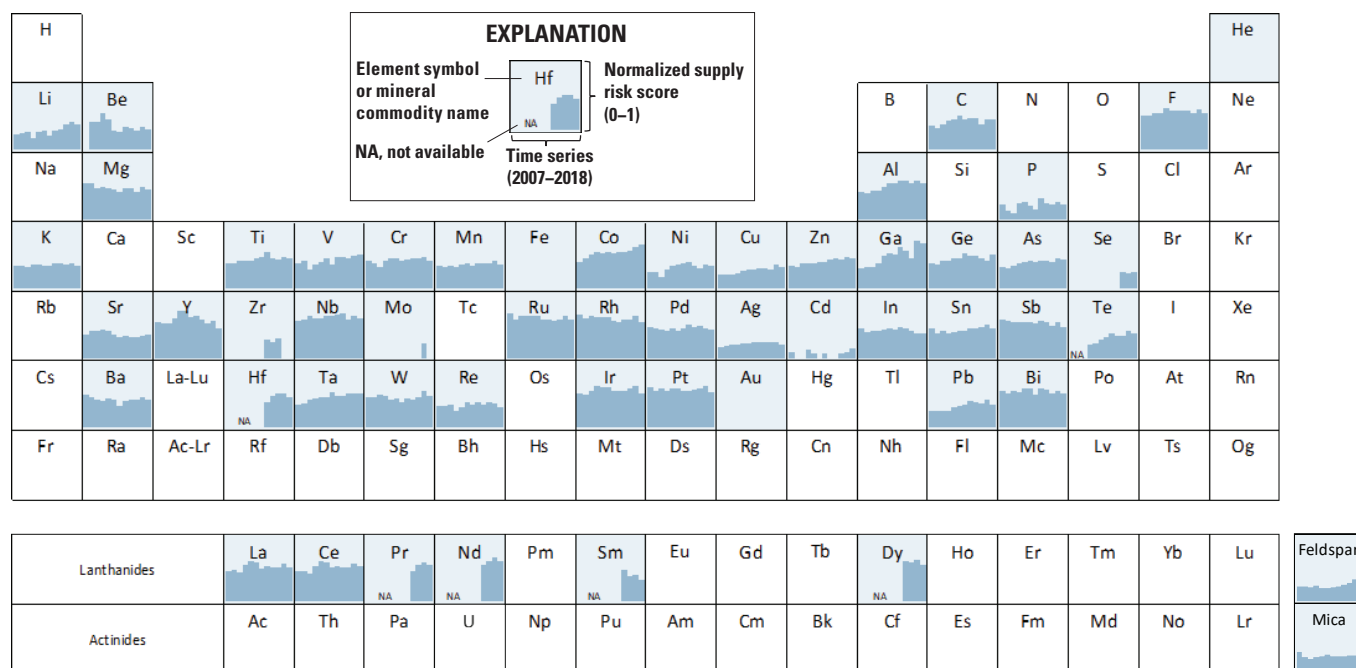 H
EXPLANATION
He
Element symbol
or mineral
commodity name
Hf
NA
Normalized supply
risk score
(0–1)
NA, not available
Time series
(2007–2018)
Li Be B C N O F Ne
Na Mg Al Si P S Cl Ar
K Ca Sc Ti V Cr Mn Fe Co Ni Cu Zn Ga Ge As Se Br Kr
Rb Sr Y Zr Nb Mo Tc Ru Rh Pd Ag Cd In Sn Sb Te I Xe
NA
Cs Ba La-Lu Hf Ta W Re Os Ir Pt Au Hg Tl Pb Bi Po At Rn
NA
Fr Ra Ac-Lr Rf Db Sg Bh Hs Mt Ds Rg Cn Nh Fl Mc Lv Ts Og
Lanthanides La Ce Pr Nd Pm Sm Eu Gd Tb Dy Ho Er Tm Yb Lu Feldspar
NA NA NA NA
Actinides Ac Th Pa U Np Pu Am Cm Bk Cf Es Fm Md No Lr Mica